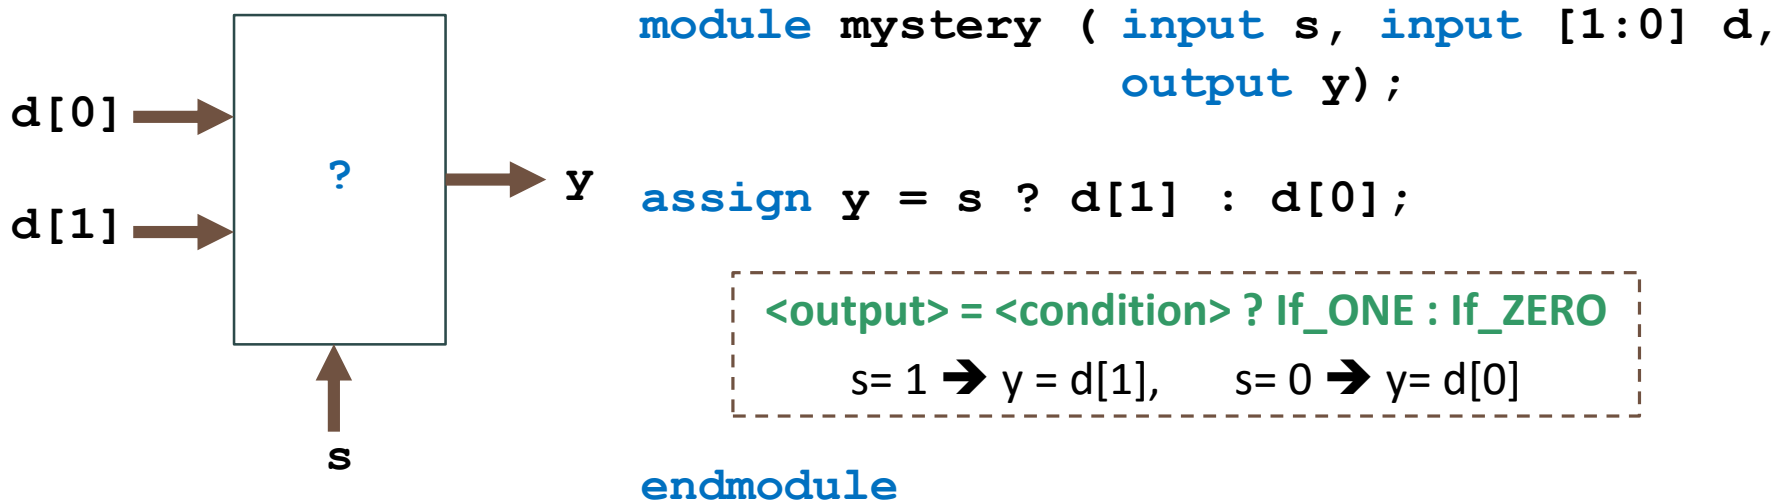 d[0]
d[1]
?
y
s
module mystery ( input s, input [1:0] d,
output y);
assign y = s ? d[1] : d[0];
<output> = <condition> ? If_ONE : If_ZERO
s= 1 🡺 y = d[1], s= 0 🡺 y= d[0]
endmodule